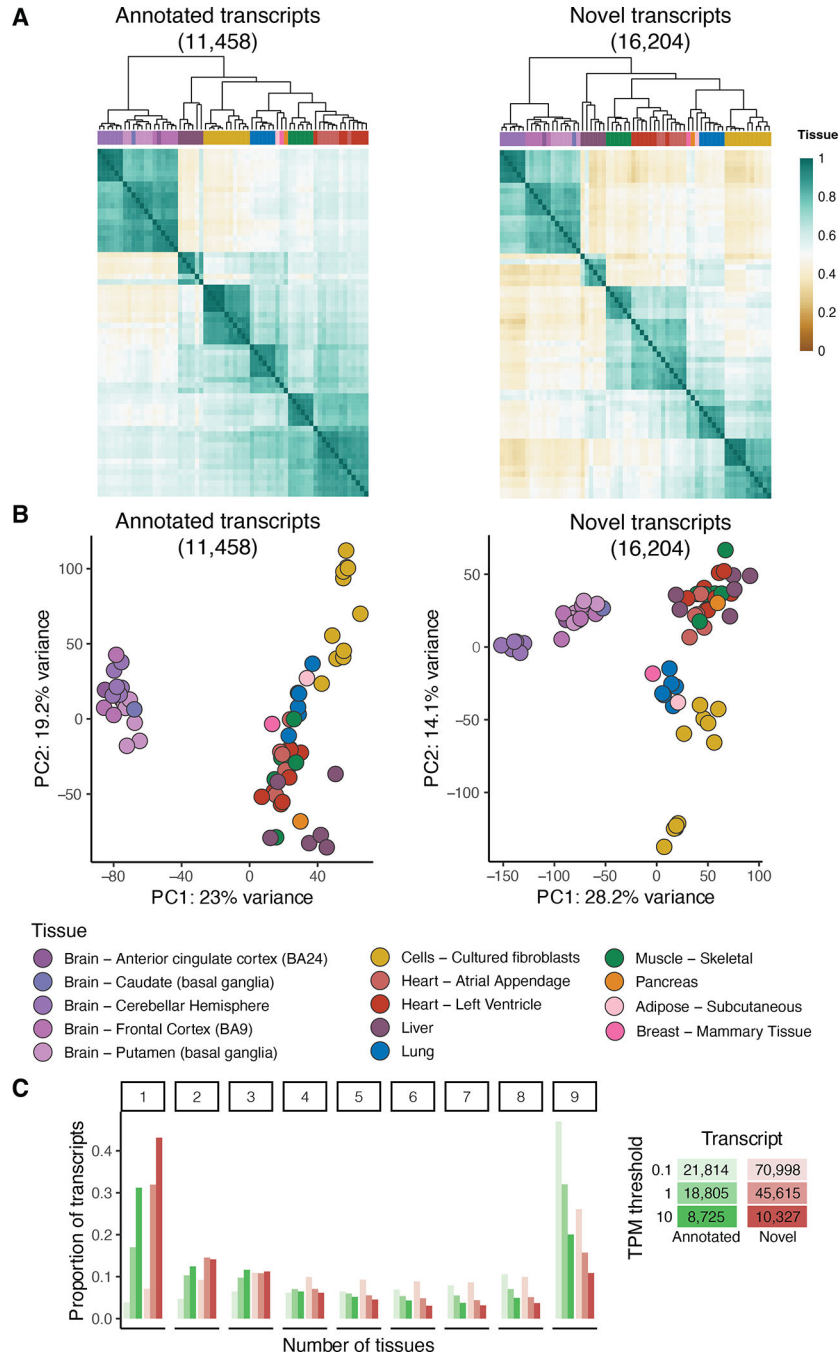 A
Annotated transcripts
(11,458)
Novel transcripts
(16,204)
Tissue
1
0.8
0.6
0.4
0.2
0
B
Annotated transcripts
(11,458)
PC2: 19.2% variance
100
50
0
−50
−80
−40
0
40
PC1: 23% variance
Novel transcripts
(16,204)
PC2: 14.1% variance
50
0
−50
−100
−150
−100
−50
0
50
100
PC1: 28.2% variance
Tissue
Brain – Anterior cingulate cortex (BA24)
Brain – Caudate (basal ganglia)
Brain – Cerebellar Hemisphere
Brain – Frontal Cortex (BA9)
Brain – Putamen (basal ganglia)
Cells – Cultured fibroblasts
Heart – Atrial Appendage
Heart – Left Ventricle
Liver
Lung
Muscle – Skeletal
Pancreas
Adipose – Subcutaneous
Breast – Mammary Tissue
C
1 2 3 4 5 6 7 8 9
Proportion of transcripts
0.4
0.3
0.2
0.1
0.0
Number of tissues
Transcript
TPM threshold
0.1 21,814 70,998
1 18,805 45,615
10 8,725 10,327
Annotated Novel